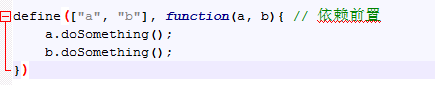 define(["a", "b"], function(a, b){ // 依赖前置
    a.doSomething();
    b.doSomething();
})